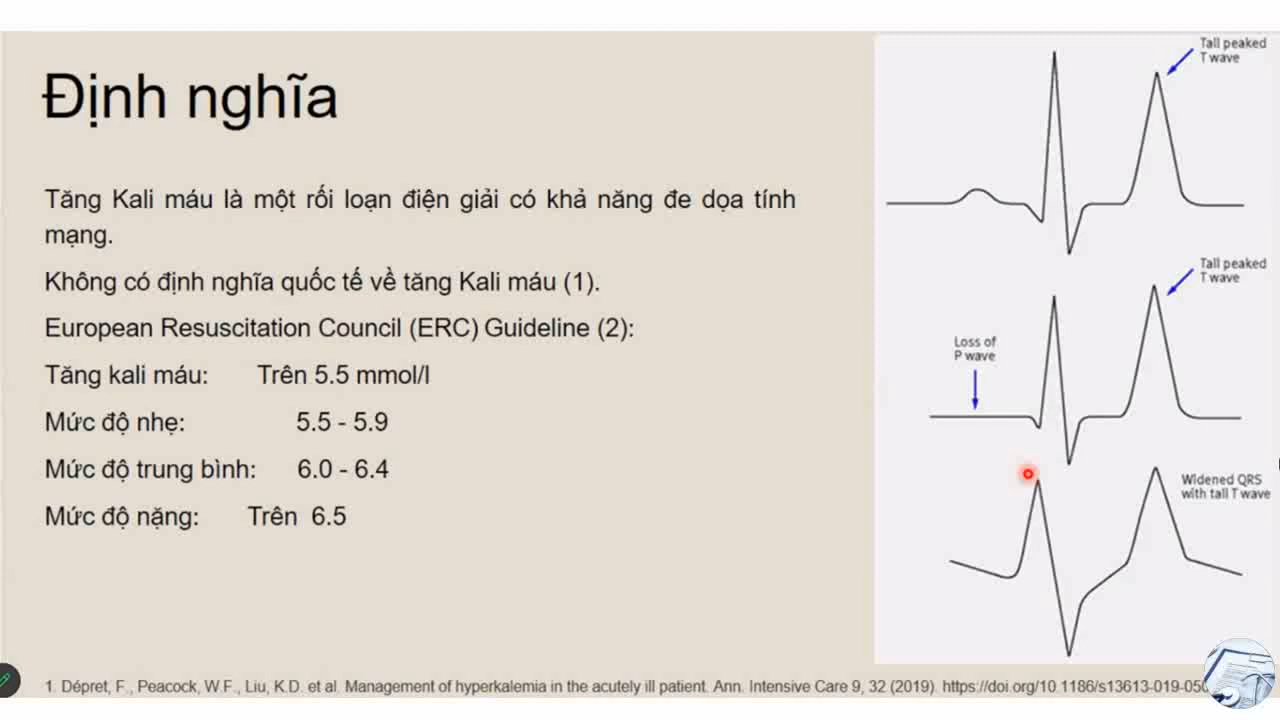 Định nghĩa
Tăng Kali máu là một rối loạn điện giải có khả năng đe dọa tính
mạng.
Không có định nghĩa quốc tế về tăng Kali máu (1).
European Resuscitation Council (ERC) Guideline (2):
Tăng kali máu: Trên 5.5 mmol/l
Mức độ nhẹ: 5.5 - 5.9
Mức độ trung bình: 6.0 - 6.4
Mức độ nặng: Trên 6.5
Tall peaked
T wave
Tall peaked
T wave
Loss of
P wave
Widened QRS
with tall T wave
1. Dépret, F., Peacock, W.F., Liu, K.D. et al. Management of hyperkalemia in the acutely ill patient. Ann. Intensive Care 9, 32 (2019). https://doi.org/10.1186/s13613-019-050